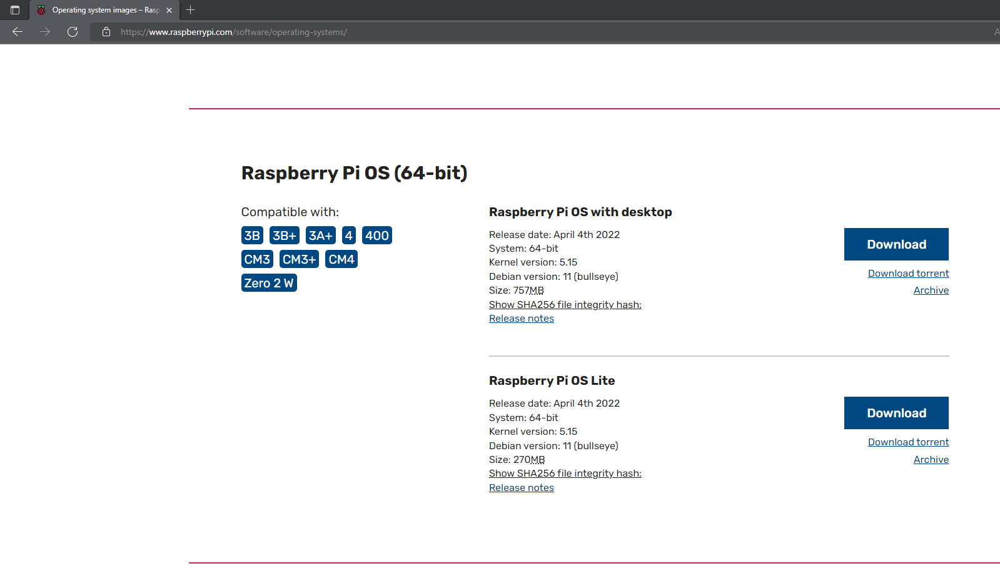 Operating system images – Rasp
https://www.raspberrypi.com/software/operating-systems/
Raspberry Pi OS (64-bit)
Compatible with:
3B 3B+ 3A+ 4 400
CM3 CM3+ CM4
Zero 2 W
Raspberry Pi OS with desktop
Release date: April 4th 2022
System: 64-bit
Kernel version: 5.15
Debian version: 11 (bullseye)
Size: 757MB
Show SHA256 file integrity hash:
Release notes
Download
Download torrent
Archive
Raspberry Pi OS Lite
Release date: April 4th 2022
System: 64-bit
Kernel version: 5.15
Debian version: 11 (bullseye)
Size: 270MB
Show SHA256 file integrity hash:
Release notes
Download
Download torrent
Archive